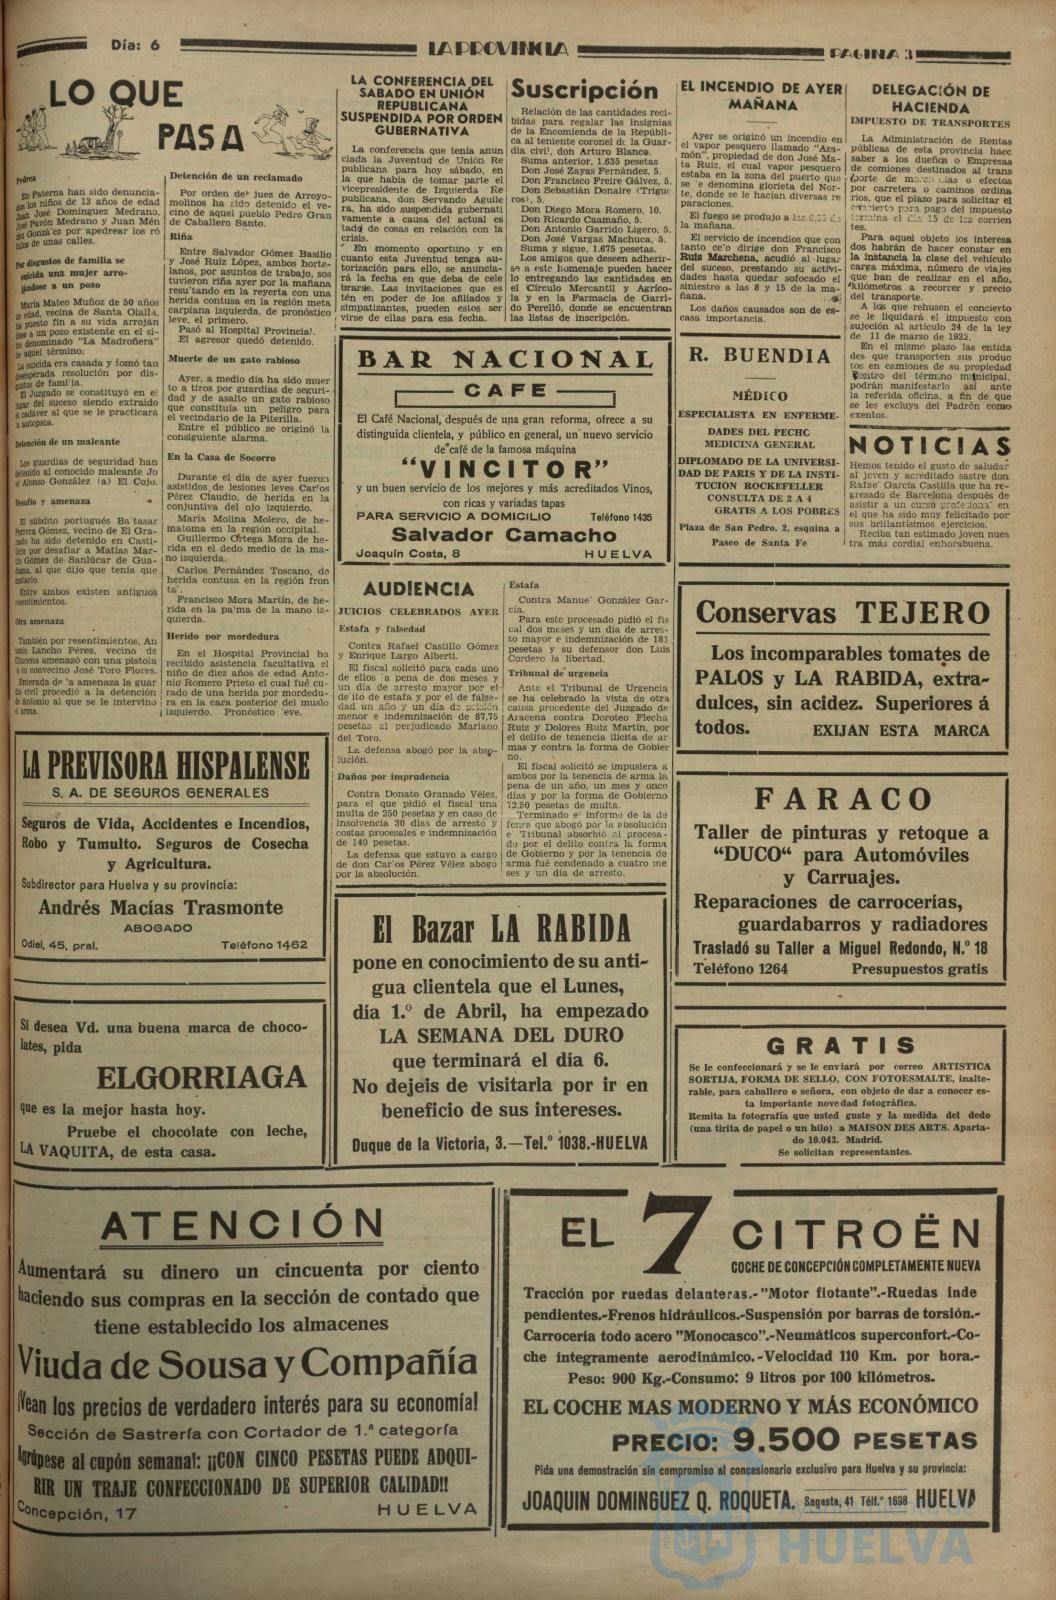 Día: 6
LA PROVINCIA
PAGINA 3
LO QUE
PASA
Pedrea
En Paterna han sido denuncia-
dos los niños de 13 años de edad
Juan José Domínguez Medrano,
José Pavón Medrano y Juan Mén
dez González por apedrear los ró
tulos de unas calles.
Por disgustos de familia se
suicida una mujer arro-
jándose a un pozo
María Mateo Muñoz de 50 años
de edad, vecina de Santa Olalla,
ha puesto fin a su vida arroján
dose a un pozo existente en el si-
tio denominado "La Madroñera"
de aquel término.
La suicida era casada y tomó tan
desesperada resolución por dis-
gustos de familia.
El Juzgado se constituyó en el
lugar del suceso siendo extraído
el cadáver al que se le practicará
la autopsia.
Detención de un maleante
Los guardias de seguridad han
detenido al conocido maleante Jo
sé Alonso González (a) El Cojo.
Desafío y amenaza
El súbdito portugués Baltasar
Ferrera Gómez, vecino de El Gra-
nado ha sido detenido en Casti-
lleja por desafiar a Matías Mar-
tín Gómez de Sanlúcar de Gua-
diana, al que dijo que tenía que
matarlo.
Entre ambos existen antiguos
resentimientos.
Otra amenaza
También por resentimientos, An
tonio Lancho Pérez, vecino de
Chucena amenazó con una pistola
a su convecino José Toro Flores.
Enterada de la amenaza la guar
dia civil procedió a la detención
de Antonio al que se le intervino
el arma.
Detención de un reclamado
Por orden del juez de Arroyo-
molinos ha sido detenido el ve-
cino de aquel pueblo Pedro Gran
de Caballero Santo.
Riña
Entre Salvador Gómez Basilio
y José Ruiz López, ambos horte-
lanos, por asuntos de trabajo, sos
tuvieron riña ayer por la mañana
resultando en la reyerta con una
herida contusa en la región meta
carpiana izquierda, de pronóstico
leve, el primero.
Pasó al Hospital Provincial.
El agresor quedó detenido.
Muerte de un gato rabioso
Ayer, a medio día ha sido muer
to a tiros por guardias de seguri-
dad y de asalto un gato rabioso
que constituía un peligro para
el vecindario de la Piterilla.
Entre el público se originó la
consiguiente alarma.
En la Casa de Socorro
Durante el día de ayer fueron
asistidos de lesiones leves Carlos
Pérez Claudio, de herida en la
conjuntiva del ojo izquierdo.
María Molina Molero, de he-
matoma en la región occipital.
Guillermo Ortega Mora de he-
rida en el dedo medio de la ma-
no izquierda.
Carlos Fernández Toscano, de
herida contusa en la región fron
tal.
Francisco Mora Martín, de he-
rida en la palma de la mano iz-
quierda.
Herido por mordedura
En el Hospital Provincial ha
recibido asistencia facultativa el
niño de diez años de edad Anto-
nio Romero Prieto el cual fué cu-
rado de una herida por mordedu-
ra en la cara posterior del muslo
izquierdo. Pronóstico leve.
LA PREVISORA HISPALENSE
S. A. DE SEGUROS GENERALES
Seguros de Vida, Accidentes e Incendios,
Robo y Tumulto. Seguros de Cosecha
y Agricultura.
Subdirector para Huelva y su provincia:
Andrés Macías Trasmonte
ABOGADO
Odiel, 45, pral. Teléfono 1462
Si desea Vd. una buena marca de choco-
lates, pida
ELGORRIAGA
que es la mejor hasta hoy.
Pruebe el chocolate con leche,
LA VAQUITA, de esta casa.
LA CONFERENCIA DEL
SABADO EN UNIÓN
REPUBLICANA
SUSPENDIDA POR ORDEN
GUBERNATIVA
La conferencia que tenía anun
ciada la Juventud de Unión Re
publicana para hoy sábado, en
la que había de tomar parte el
vicepresidente de Izquierda Re
publicana, don Servando Aguile
ra, ha sido suspendida gubernati
vamente a causa del actual es
tado de cosas en relación con la
crisis.
En momento oportuno y en
cuanto esta Juventud tenga au-
torización para ello, se anuncia-
rá la fecha en que deba de cele
brarse. Las invitaciones que es
tén en poder de los afiliados y
simpatizantes, pueden estos ser
virse de ellas para esa fecha.
Suscripción
Relación de las cantidades reci-
bidas para regalar las insignias
de la Encomienda de la Repúbli-
ca al teniente coronel de la Guar-
dia civil, don Arturo Blanco.
Suma anterior, 1.635 pesetas
Don José Zayas Fernández, 5.
Don Francisco Freire Gálvez, 5.
Don Sebastián Donaire (Trigue
ros), 5.
Don Diego Mora Romero, 10.
Don Ricardo Caamaño, 5.
Don Antonio Garrido Ligero, 5.
Don José Vargas Machuca, 5.
Suma y sigue, 1.675 pesetas.
Los amigos que deseen adherir-
se a este homenaje pueden hacer
lo entregando las cantidades en
el Círculo Mercantil y Agríco-
la y en la Farmacia de Garri-
do Perelló, donde se encuentran
las listas de inscripción.
BAR NACIONAL
CAFE
El Café Nacional, después de una gran reforma, ofrece a su
distinguida clientela, y público en general, un nuevo servicio
de café de la famosa máquina
"VINCITOR"
y un buen servicio de los mejores y más acreditados Vinos,
con ricas y variadas tapas
PARA SERVICIO A DOMICILIO Teléfono 1435
Salvador Camacho
Joaquín Costa, 8 HUELVA
AUDIENCIA
JUICIOS CELEBRADOS AYER
Estafa y falsedad
Contra Rafael Castillo Gómez
y Enrique Largo Alberti.
El fiscal solicitó para cada uno
de ellos la pena de dos meses y
un día de arresto mayor por el
delito de estafa y por el de false-
dad un año y un día de prisión
menor e indemnización de 87,75
pesetas al perjudicado Mariano
del Toro.
La defensa abogó por la abso-
lución.
Daños por imprudencia
Contra Donato Granado Vélez,
para el que pidió el fiscal una
multa de 250 pesetas y en caso de
insolvencia 30 días de arresto y
costas procesales e indemnización
de 140 pesetas.
La defensa que estuvo a cargo
de don Carlos Pérez Vélez abogó
por la absolución.
Estafa
Contra Manuel González Gar-
cía.
Para este procesado pidió el fis
cal dos meses y un día de arres-
to mayor e indemnización de 181
pesetas y su defensor don Luis
Cordero la libertad.
Tribunal de urgencia
Ante el Tribunal de Urgencia
se ha celebrado la vista de otra
causa procedente del Juzgado de
Aracena contra Doroteo Flecha
Ruiz y Dolores Ruiz Martín, por
el delito de tenencia ilícita de ar
mas y contra la forma de Gobier
no.
El fiscal solicitó se impusiera a
ambos por la tenencia de arma la
pena de un año, un mes y once
días y por la forma de Gobierno
72,50 pesetas de multa.
Terminado el informe de la de
fensa que abogó por la absolución
el Tribunal absorbió al procesa-
do por el delito contra la forma
de Gobierno y por la tenencia de
arma fué condenado a cuatro me
ses y un día de arresto.
El Bazar LA RABIDA
pone en conocimiento de su anti-
gua clientela que el Lunes,
día 1.º de Abril, ha empezado
LA SEMANA DEL DURO
que terminará el día 6.
No dejeis de visitarla por ir en
beneficio de sus intereses.
Duque de la Victoria, 3.—Tel.º 1038.-HUELVA
EL INCENDIO DE AYER
MAÑANA
Ayer se originó un incendio en
el vapor pesquero llamado "Aza-
món", propiedad de don José Ma-
ta Ruiz, el cual vapor pesquero
estaba en la zona del puerto que
se le denomina glorieta del Nor-
te, donde se le hacían diversas re
paraciones.
El fuego se produjo a las 6,35 de
la mañana.
El servicio de incendios que con
tanto celo dirige don Francisco
Ruiz Marchena, acudió al lugar
del suceso, prestando su activi-
dades hasta quedar sofocado el
siniestro a las 8 y 15 de la ma-
ñana.
Los daños causados son de es-
casa importancia.
R. BUENDIA
MÉDICO
ESPECIALISTA EN ENFERME-
DADES DEL PECHO
MEDICINA GENERAL
DIPLOMADO DE LA UNIVERSI-
DAD DE PARIS Y DE LA INSTI-
TUCION ROCKEFELLER
CONSULTA DE 2 A 4
GRATIS A LOS POBRES
Plaza de San Pedro, 2, esquina a
Paseo de Santa Fe
DELEGACIÓN DE
HACIENDA
IMPUESTO DE TRANSPORTES
La Administración de Rentas
públicas de esta provincia hace
saber a los dueños o Empresas
de camiones destinados al trans
porte de mercancías o efectos
por carretera o caminos ordina
rios, que el plazo para solicitar el
concierto para pago del impuesto
termina el día 15 de los corrien
tes.
Para aquel objeto los interesa
dos habrán de hacer constar en
la instancia la clase del vehículo
carga máxima, número de viajes
que han de realizar en el año,
kilómetros a recorrer y precio
del transporte.
A los que rehusen el concierto
se le liquidará el impuesto con
sujeción al artículo 24 de la ley
de 11 de marzo de 1932.
En el mismo plazo las entida
des que transporten sus produc
tos en camiones de su propiedad
dentro del término municipal,
podrán manifestarlo así ante
la referida oficina, a fin de que
se les excluya del Padrón como
exentos.
NOTICIAS
Hemos tenido el gusto de saludar
al joven y acreditado sastre don
Rafael García Castilla que ha re-
gresado de Barcelona después de
asistir a un curso profesional en
el que ha sido muy felicitado por
sus brillantísimos ejercicios.
Reciba tan estimado joven nues
tra más cordial enhorabuena.
Conservas TEJERO
Los incomparables tomates de
PALOS y LA RABIDA, extra-
dulces, sin acidez. Superiores á
todos. EXIJAN ESTA MARCA
FARACO
Taller de pinturas y retoque a
"DUCO" para Automóviles
y Carruajes.
Reparaciones de carrocerías,
guardabarros y radiadores
Trasladó su Taller a Miguel Redondo, N.º 18
Teléfono 1264 Presupuestos gratis
GRATIS
Se le confeccionará y se le enviará por correo ARTISTICA
SORTIJA, FORMA DE SELLO, CON FOTOESMALTE, inalte-
rable, para caballero o señora, con objeto de dar a conocer es-
ta importante novedad fotográfica.
Remita la fotografía que usted guste y la medida del dedo
(una tirita de papel o un hilo) a MAISON DES ARTS. Aparta-
do 10.043. Madrid.
Se solicitan representantes.
ATENCIÓN
Aumentará su dinero un cincuenta por ciento
haciendo sus compras en la sección de contado que
tiene establecido los almacenes
Viuda de Sousa y Compañía
¡Vean los precios de verdadero interés para su economía!
Sección de Sastrería con Cortador de 1.ª categoría
Agrúpese al cupón semanal: ¡¡CON CINCO PESETAS PUEDE ADQUI-
RIR UN TRAJE CONFECCIONADO DE SUPERIOR CALIDAD!!
Concepción, 17 HUELVA
EL 7 CITROËN
COCHE DE CONCEPCIÓN COMPLETAMENTE NUEVA
Tracción por ruedas delanteras.-"Motor flotante".-Ruedas inde
pendientes.-Frenos hidráulicos.-Suspensión por barras de torsión.-
Carrocería todo acero "Monocasco".-Neumáticos superconfort.-Co-
che íntegramente aerodinámico.-Velocidad 110 Km. por hora.-
Peso: 900 Kg.-Consumo: 9 litros por 100 kilómetros.
EL COCHE MAS MODERNO Y MÁS ECONÓMICO
PRECIO: 9.500 PESETAS
Pida una demostración sin compromiso al concesionario exclusivo para Huelva y su provincia:
JOAQUIN DOMINGUEZ Q. ROQUETA. Sagasta, 41 Télf.º 1698 HUELVA
Ayuntamiento de
HUELVA